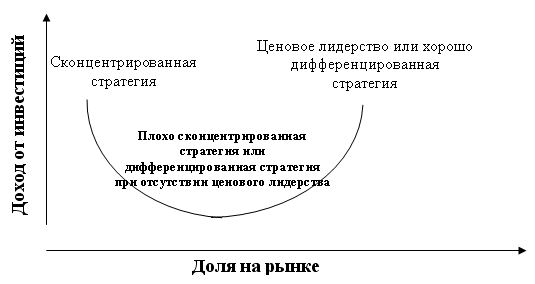 Доход от инвестиций
Сконцентрированная
стратегия
Ценовое лидерство или хорошо
дифференцированная
стратегия
Плохо сконцентрированная
стратегия или
дифференцированная стратегия
при отсутствии ценового лидерства
Доля на рынке